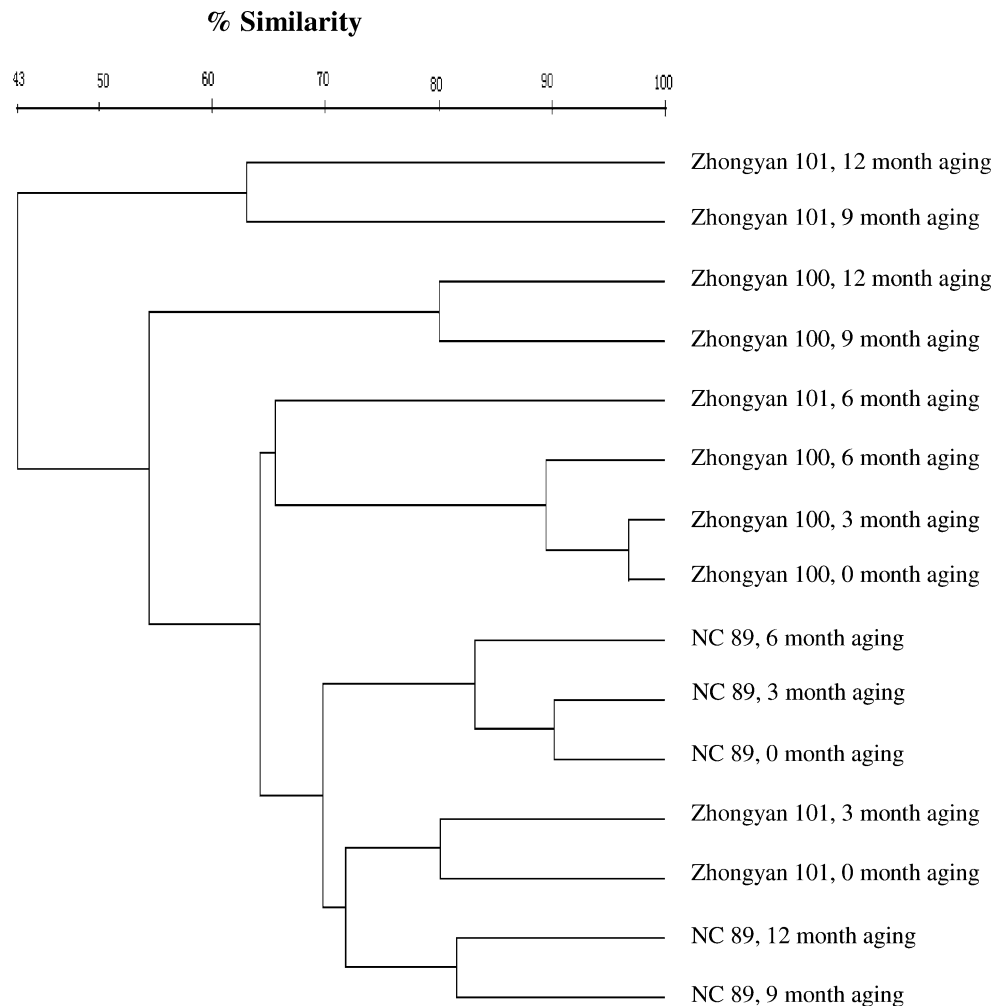 % Similarity
43 50 60 70 80 90 100
Zhongyan 101, 12 month aging
Zhongyan 101, 9 month aging
Zhongyan 100, 12 month aging
Zhongyan 100, 9 month aging
Zhongyan 101, 6 month aging
Zhongyan 100, 6 month aging
Zhongyan 100, 3 month aging
Zhongyan 100, 0 month aging
NC 89, 6 month aging
NC 89, 3 month aging
NC 89, 0 month aging
Zhongyan 101, 3 month aging
Zhongyan 101, 0 month aging
NC 89, 12 month aging
NC 89, 9 month aging